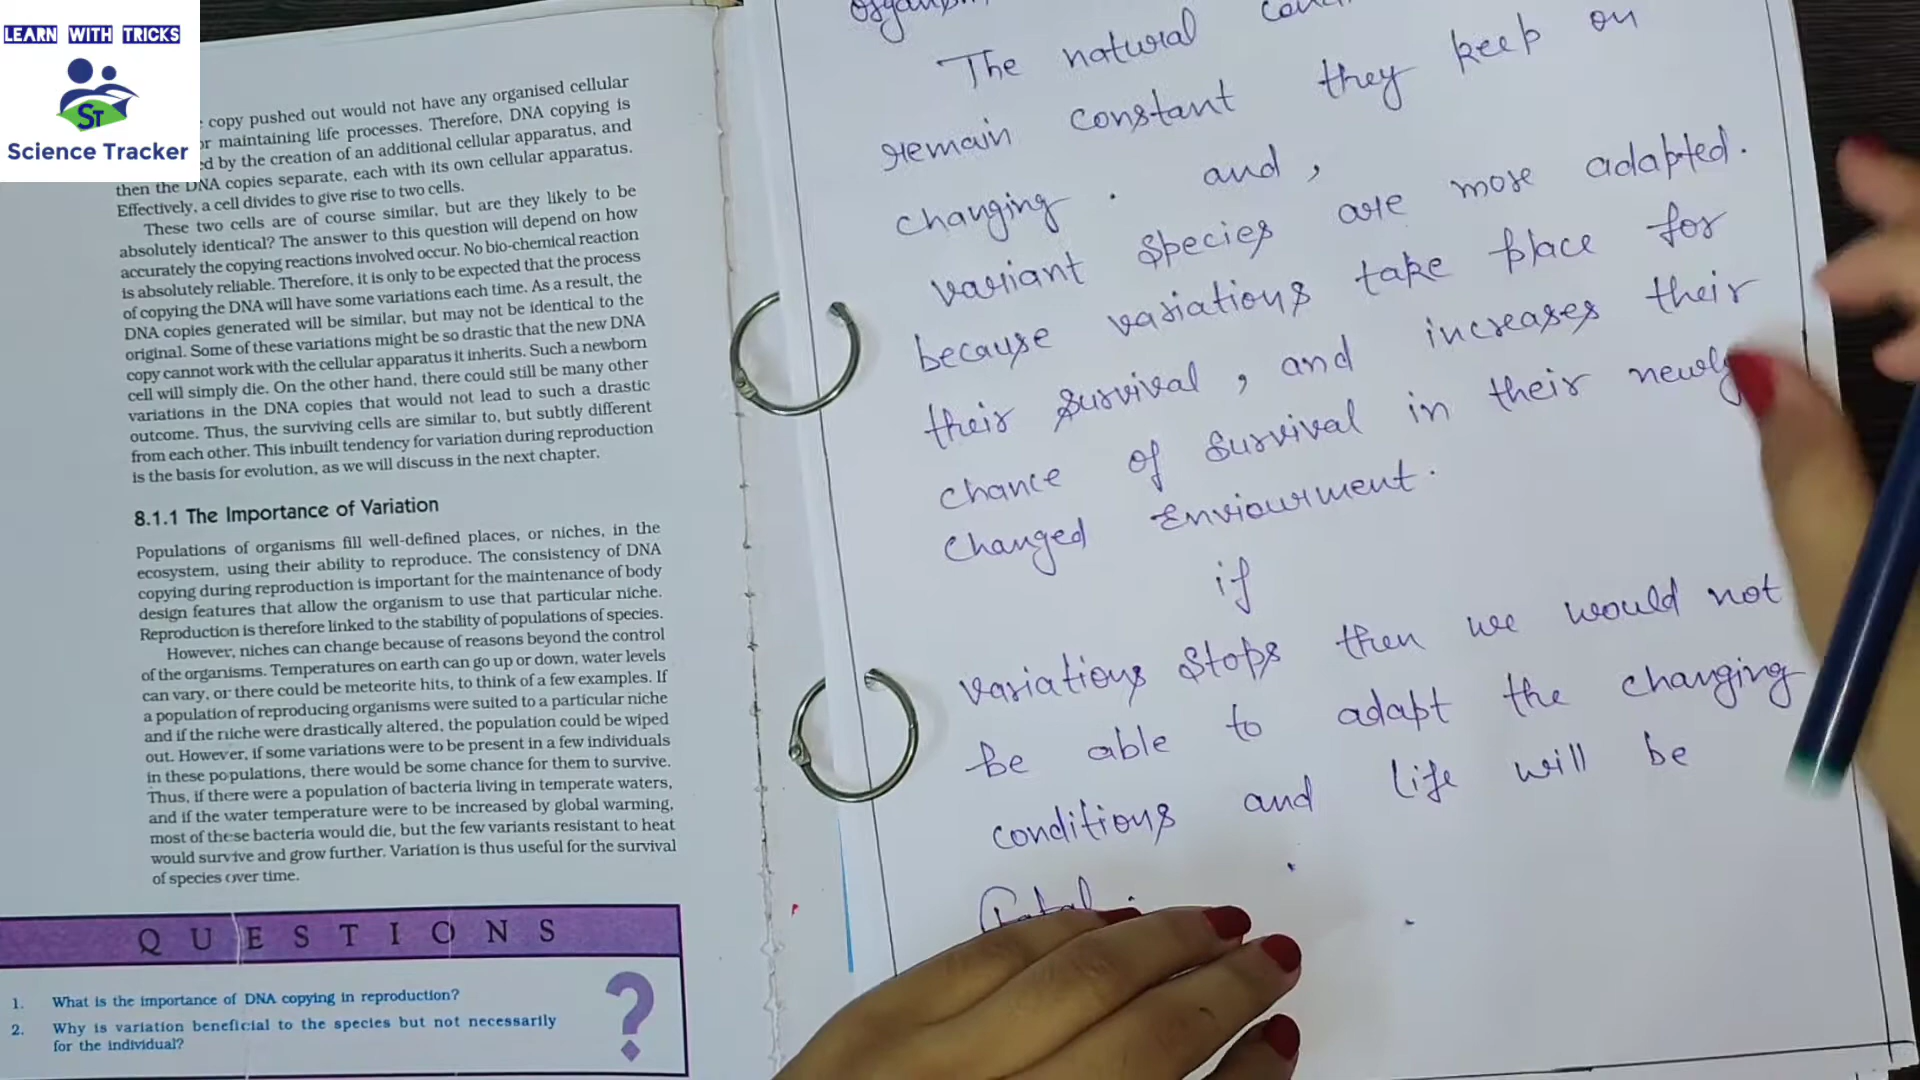 LEARN WITH TRICKS
ST
Science Tracker
copy pushed out would not have any organised cellular
or maintaining life processes. Therefore, DNA copying is
ed by the creation of an additional cellular apparatus, and
then the DNA copies separate, each with its own cellular apparatus.
Effectively, a cell divides to give rise to two cells.
These two cells are of course similar, but are they likely to be
absolutely identical? The answer to this question will depend on how
accurately the copying reactions involved occur. No bio-chemical reaction
is absolutely reliable. Therefore, it is only to be expected that the process
of copying the DNA will have some variations each time. As a result, the
DNA copies generated will be similar, but may not be identical to the
original. Some of these variations might be so drastic that the new DNA
copy cannot work with the cellular apparatus it inherits. Such a newborn
cell will simply die. On the other hand, there could still be many other
variations in the DNA copies that would not lead to such a drastic
outcome. Thus, the surviving cells are similar to, but subtly different
from each other. This inbuilt tendency for variation during reproduction
is the basis for evolution, as we will discuss in the next chapter.
8.1.1 The Importance of Variation
Populations of organisms fill well-defined places, or niches, in the
ecosystem, using their ability to reproduce. The consistency of DNA
copying during reproduction is important for the maintenance of body
design features that allow the organism to use that particular niche.
Reproduction is therefore linked to the stability of populations of species.
However, niches can change because of reasons beyond the control
of the organisms. Temperatures on earth can go up or down, water levels
can vary, or there could be meteorite hits, to think of a few examples. If
a population of reproducing organisms were suited to a particular niche
and if the niche were drastically altered, the population could be wiped
out. However, if some variations were to be present in a few individuals
in these populations, there would be some chance for them to survive.
Thus, if there were a population of bacteria living in temperate waters,
and if the water temperature were to be increased by global warming,
most of these bacteria would die, but the few variants resistant to heat
would survive and grow further. Variation is thus useful for the survival
of species over time.
QUESTIONS
1. What is the importance of DNA copying in reproduction?
2. Why is variation beneficial to the species but not necessarily
for the individual?
?
The natural
remain constant they keep on
changing . and ,
variant species are more adapted.
because variations take place for
their survival , and increases their
chance of survival in their newly
changed Enviourment.
if
variations stops then we would not
be able to adapt the changing
conditions and life will be